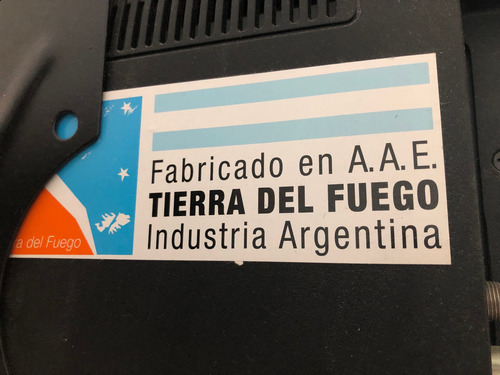 Fabricado en A.A.E.
TIERRA DEL FUEGO
Industria Argentina
a del Fuego